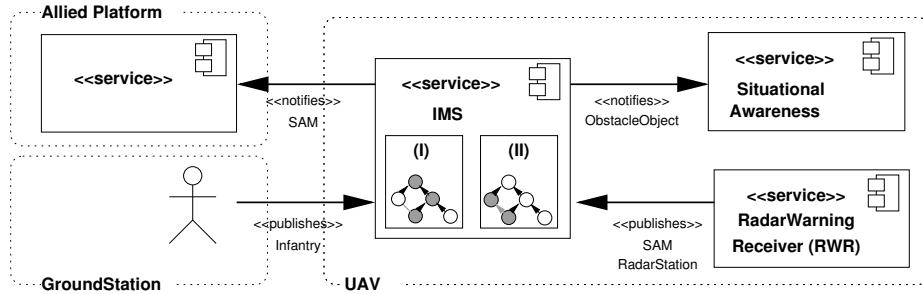 Allied Platform
<<service>>
<<notifies>>
SAM
<<service>>
IMS
(I)
(II)
<<notifies>>
ObstacleObject
<<service>>
Situational
Awareness
<<publishes>>
Infantry
GroundStation
<<publishes>>
SAM
RadarStation
<<service>>
RadarWarning
Receiver (RWR)
UAV